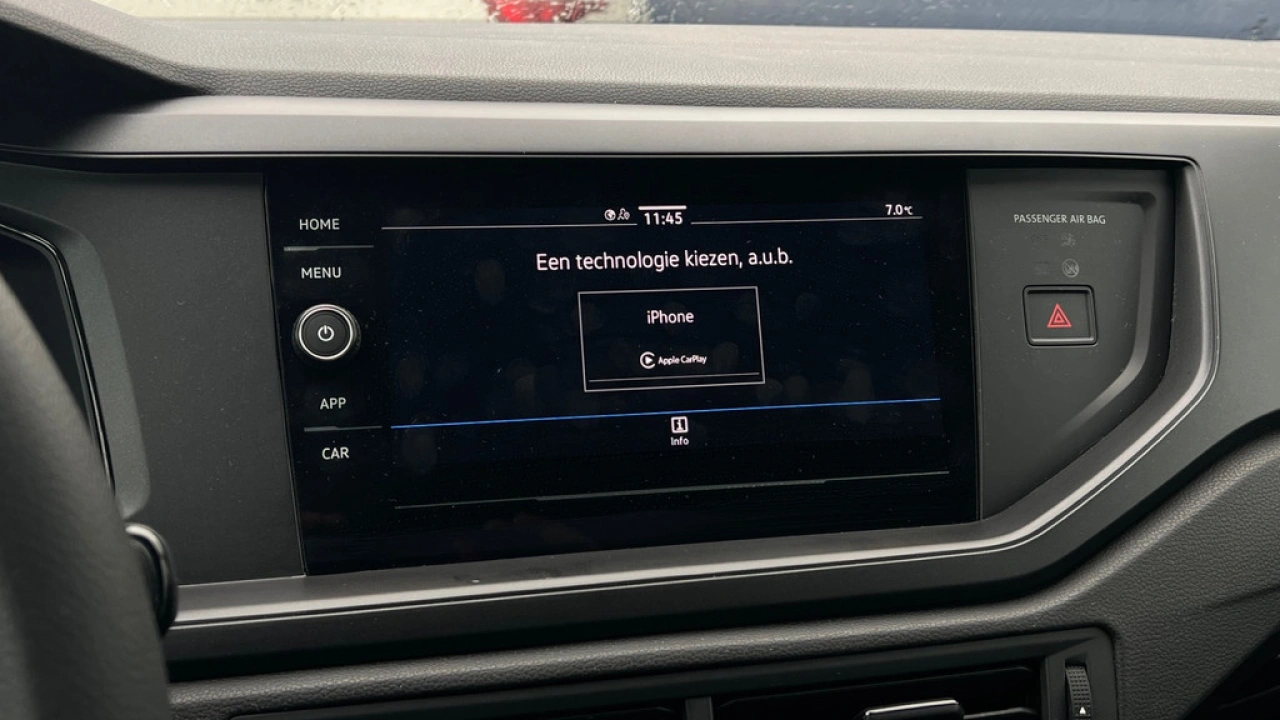 HOME
MENU
APP
CAR
11:45
7.0°C
Een technologie kiezen, a.u.b.
iPhone
Apple CarPlay
Info
PASSENGER AIR BAG